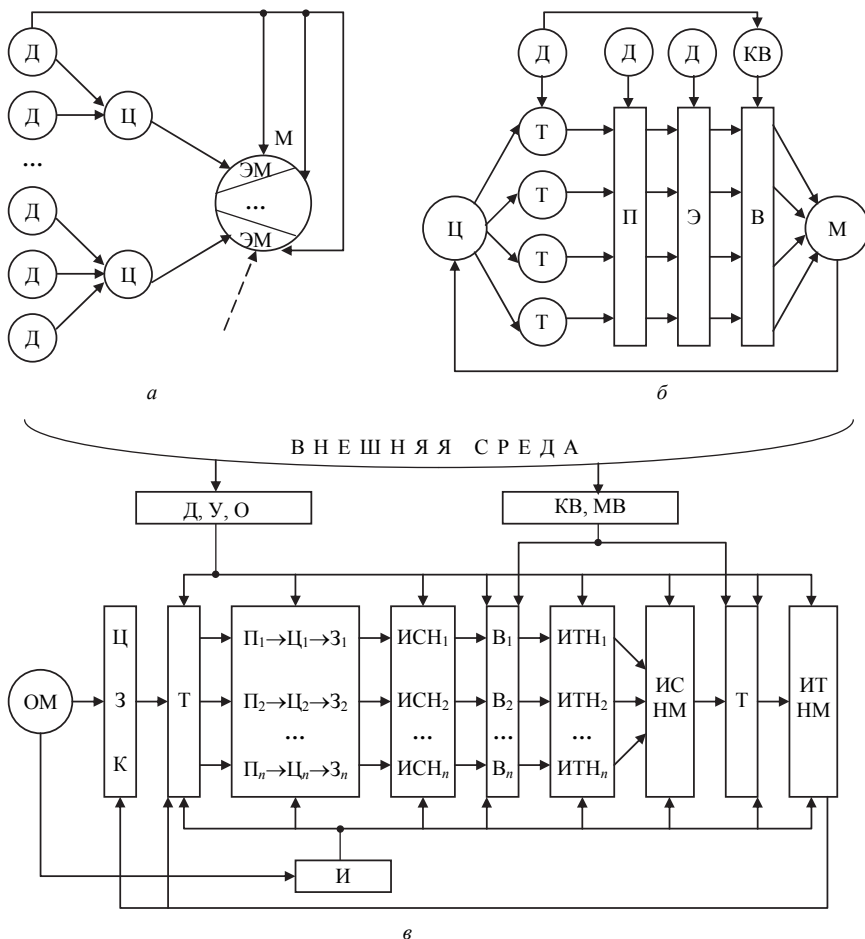 Д Д Д Д КВ
Д Ц М Т
ЭМ
... Т
...
Д Ц П Э В М
Д Ц ЭМ Т
Д Т
а б
ВНЕШНЯЯ СРЕДА
Д, У, О КВ, МВ
Ц П₁→Ц₁→З₁ ИСН₁ В₁ ИТН₁
ОМ З Т П₂→Ц₂→З₂ ИСН₂ В₂ ИТН₂ ИС НМ Т ИТ НМ
... ... ... ...
К Пₙ→Цₙ→Зₙ ИСНₙ Вₙ ИТНₙ
И
в